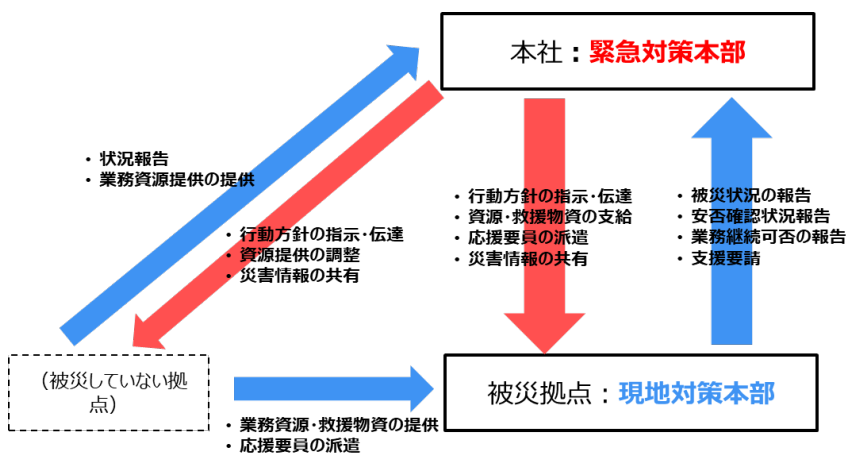 本社：緊急対策本部
・状況報告
・業務資源提供の提供
・行動方針の指示・伝達
・資源提供の調整
・災害情報の共有
・行動方針の指示・伝達
・資源・救援物資の支給
・応援要員の派遣
・災害情報の共有
・被災状況の報告
・安否確認状況報告
・業務継続可否の報告
・支援要請
（被災していない拠
点）
被災拠点：現地対策本部
・業務資源・救援物資の提供
・応援要員の派遣